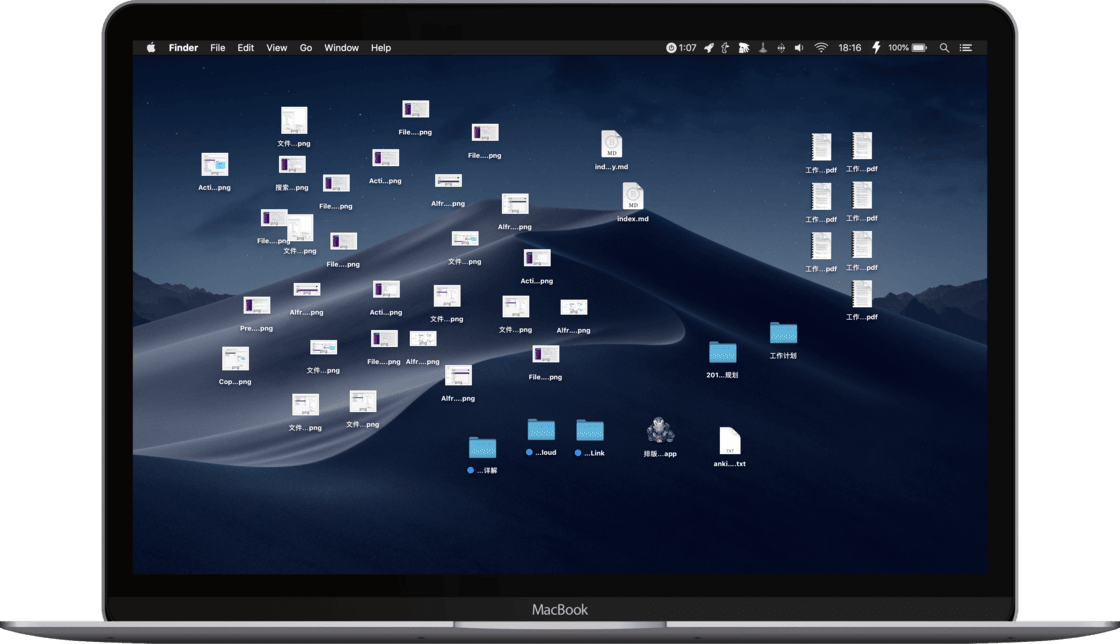 Finder File Edit View Go Window Help 1:07 18:16 100%
File....png
文件...png
File....png
Acti...png
Acti...png
搜索...png
File....png
Alfr....png
Alfr....png
File....png
文件...png
File....png
文件...png
Acti...png
Alfr....png
Acti...png
文件...png
Pre....png
文件...png
Alfr....png
File....png
Alfr....png
文件...png
Cop...png
File....png
Alfr....png
文件...png
文件...png
ind...y.md
MD
index.md
MD
工作...pdf
工作...pdf
工作...pdf
工作...pdf
工作...pdf
工作...pdf
工作...pdf
工作计划
201...规划
...详解
...loud
...Link
排版...app
TXT
anki....txt
MacBook